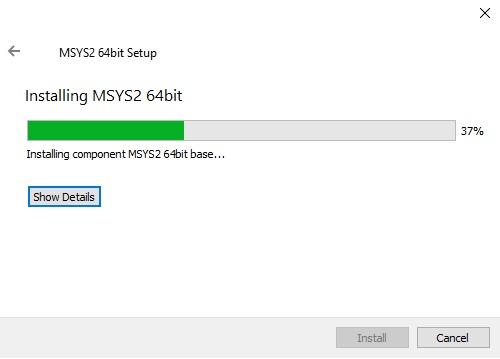 MSYS2 64bit Setup
Installing MSYS2 64bit
37%
Installing component MSYS2 64bit base...
Show Details
Install
Cancel